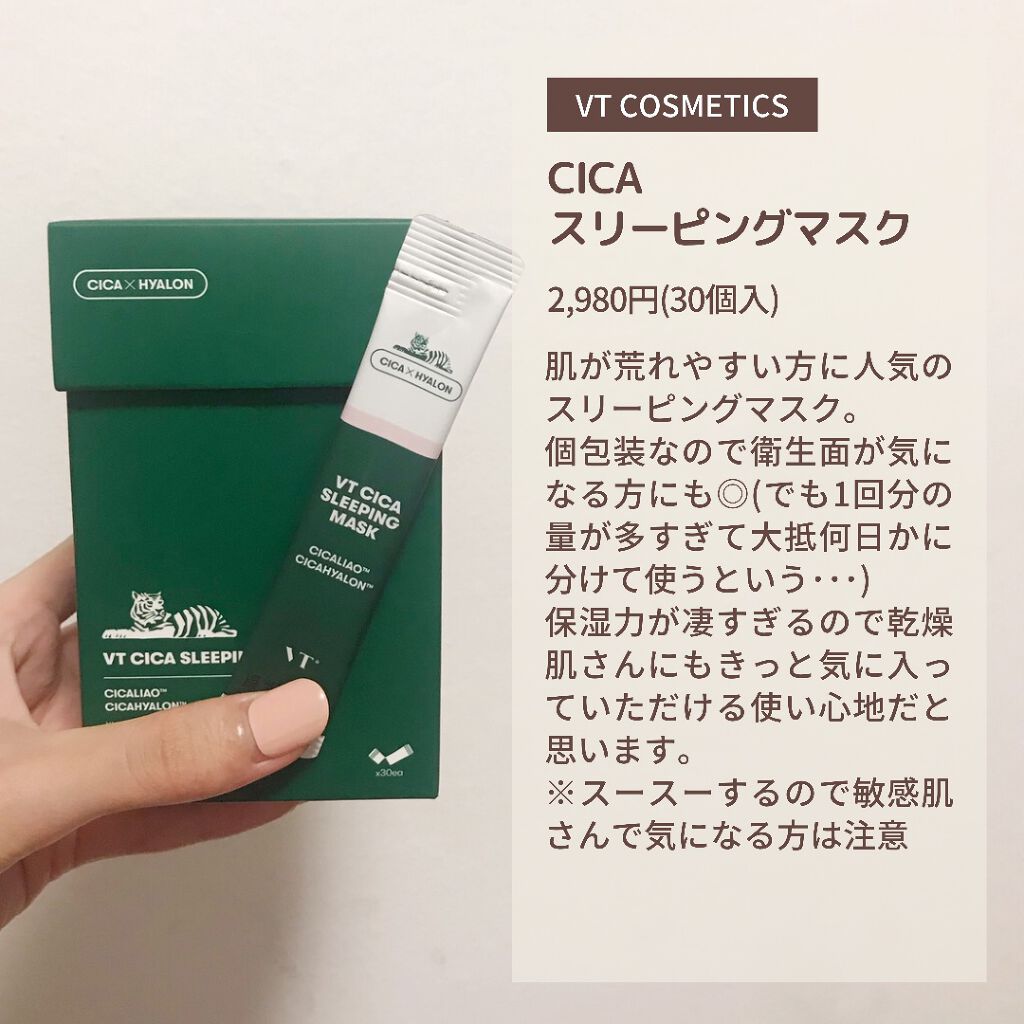 VT COSMETICS
CICA
スリーピングマスク
2,980円(30個入)
肌が荒れやすい方に人気の
スリーピングマスク。
個包装なので衛生面が気に
なる方にも◎(でも1回分の
量が多すぎて大抵何日かに
分けて使うという･･･)
保湿力が凄すぎるので乾燥
肌さんにもきっと気に入っ
ていただける使い心地だと
思います。
※スースーするので敏感肌
さんで気になる方は注意
CICA×HYALON
CICA×HYALON
VT CICA
SLEEPING
MASK
CICALIAO™
CICAHYALON™
VT
VT CICA SLEEPI
CICALIAO™
CICAHYALON™
x30ea